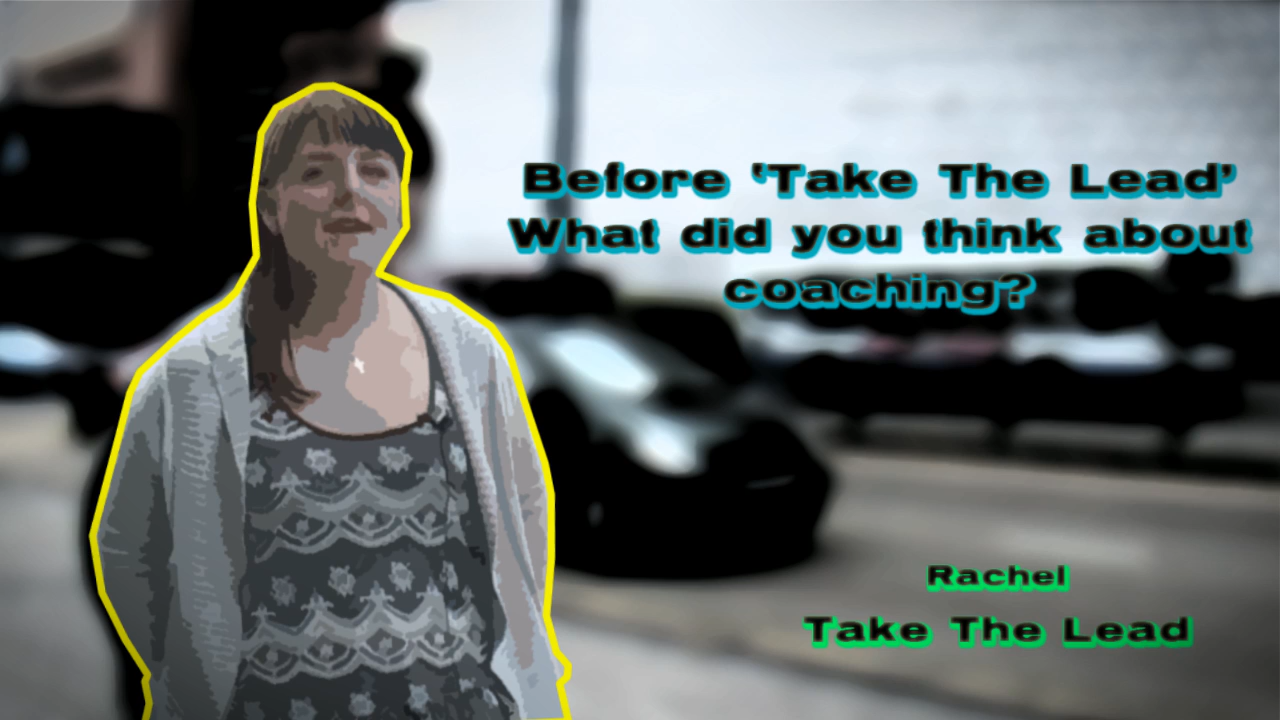 Before ‘Take The Lead’
What did you think about
coaching?
Rachel
Take The Lead